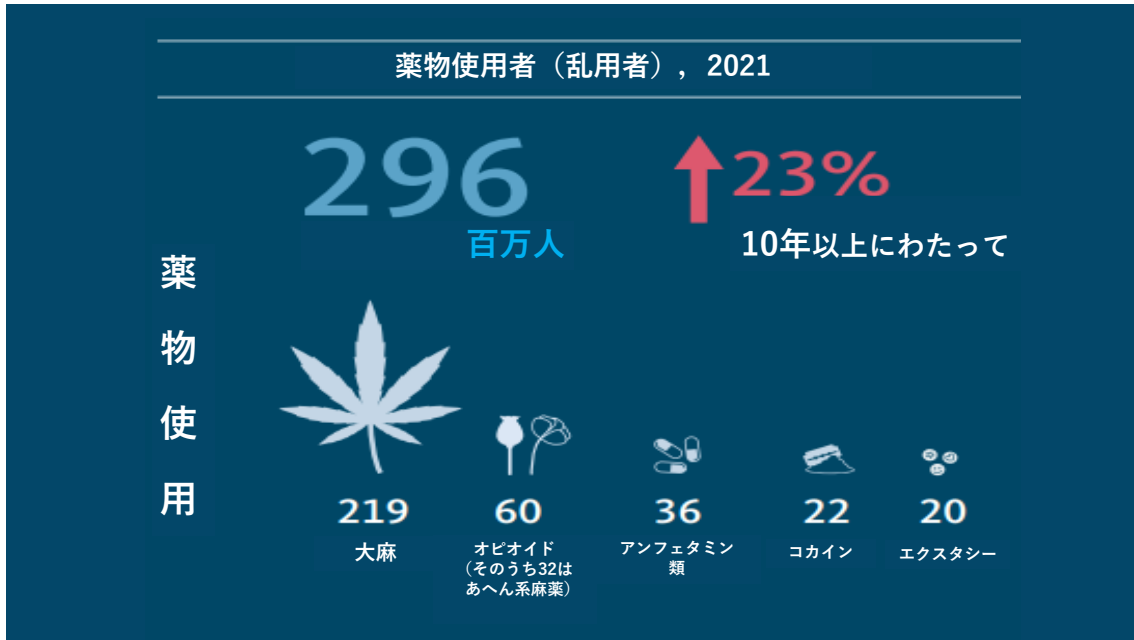 薬物使用者（乱用者）, 2021
296
百万人
23%
10年以上にわたって
薬物使用
219
大麻
60
オピオイド
（そのうち32は
あへん系麻薬）
36
アンフェタミン
類
22
コカイン
20
エクスタシー